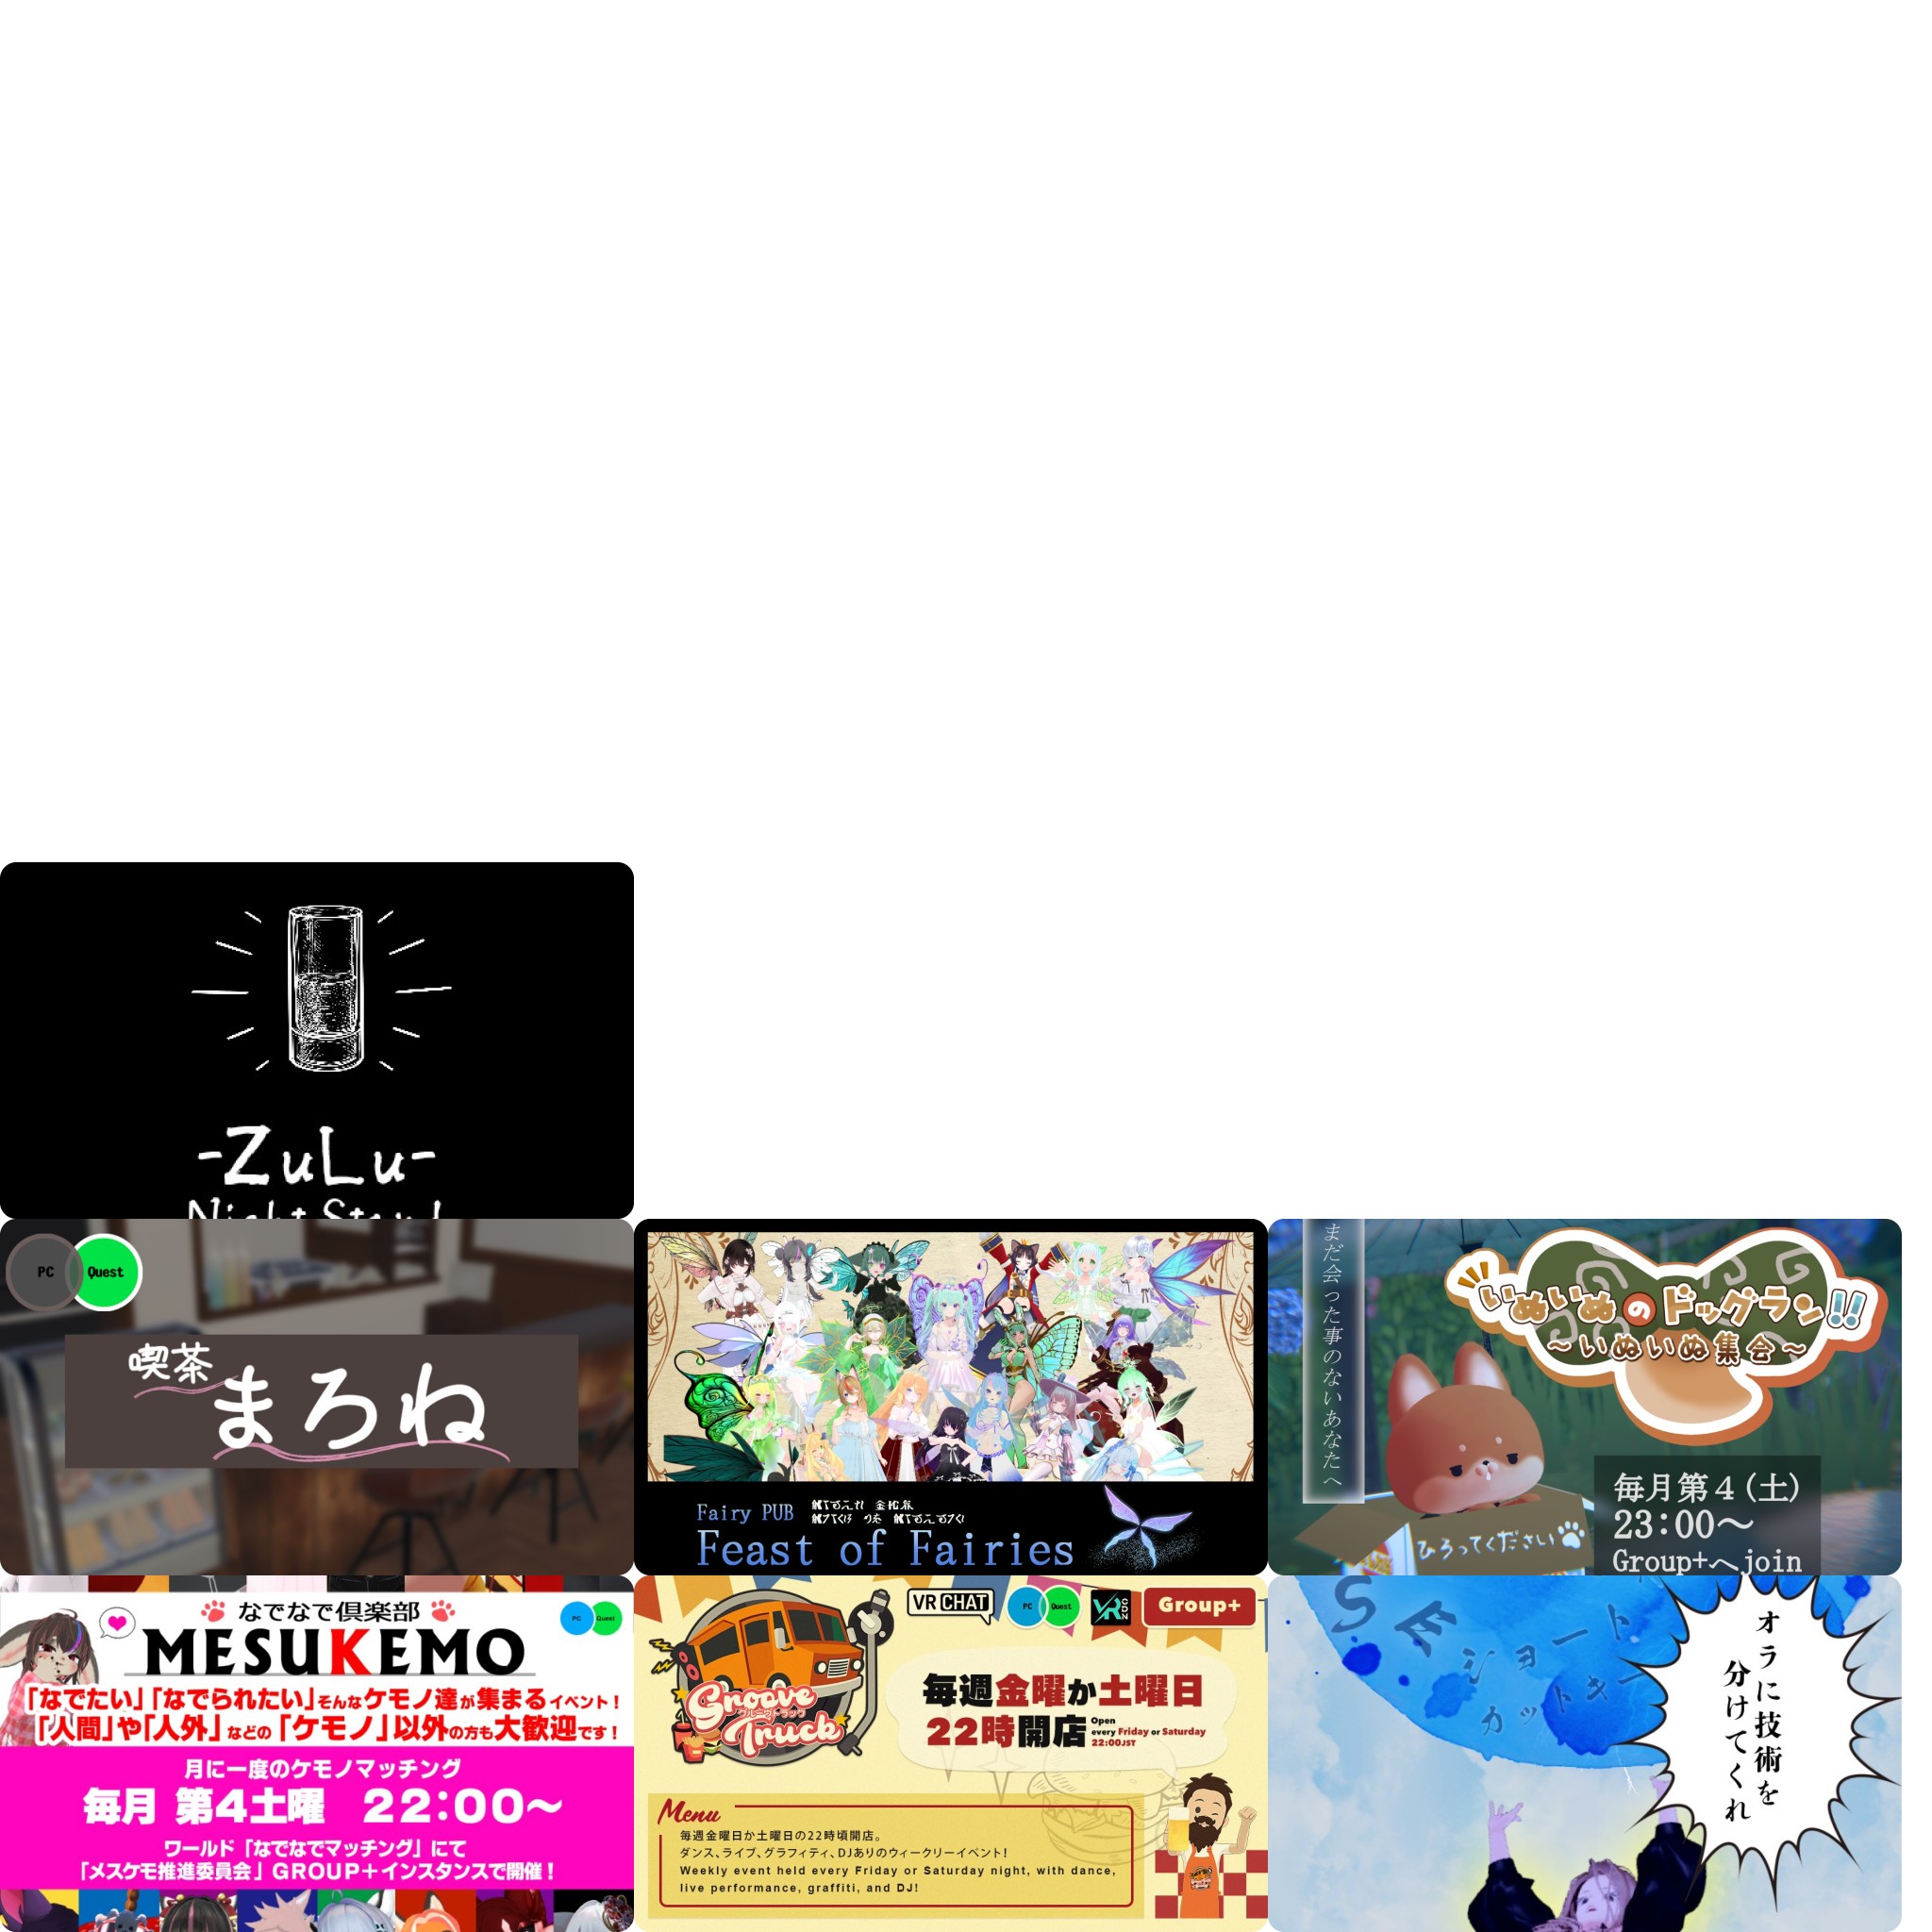 -ZuLu-
PC
Quest
喫茶
まろね
Fairy PUB
Feast of Fairies
まだ会った事のないあなたへ
いぬいぬのドッグラン!!
～いぬいぬ集会～
ひろってください
毎月第4(土)
23:00～
Group+へjoin
なでなで倶楽部
MESUKEMO
PC
Quest
「なでたい」「なでられたい」そんなケモノ達が集まるイベント！
「人間」や「人外」などの「ケモノ」以外の方も大歓迎です！
月に一度のケモノマッチング
毎月 第4土曜 22:00～
ワールド「なでなでマッチング」にて
「メスケモ推進委員会」GROUP＋インスタンスで開催！
VRCHAT
PC
Quest
Group+
Groove
グルーヴトラック
Truck
毎週金曜か土曜日
22時開店
Open
every Friday or Saturday
22:00JST
Menu
毎週金曜日か土曜日の22時頃開店。
ダンス、ライブ、グラフィティ、DJありのウィークリーイベント!
Weekly event held every Friday or Saturday night, with dance,
live performance, graffiti, and DJ!
オラに技術を
分けてくれ